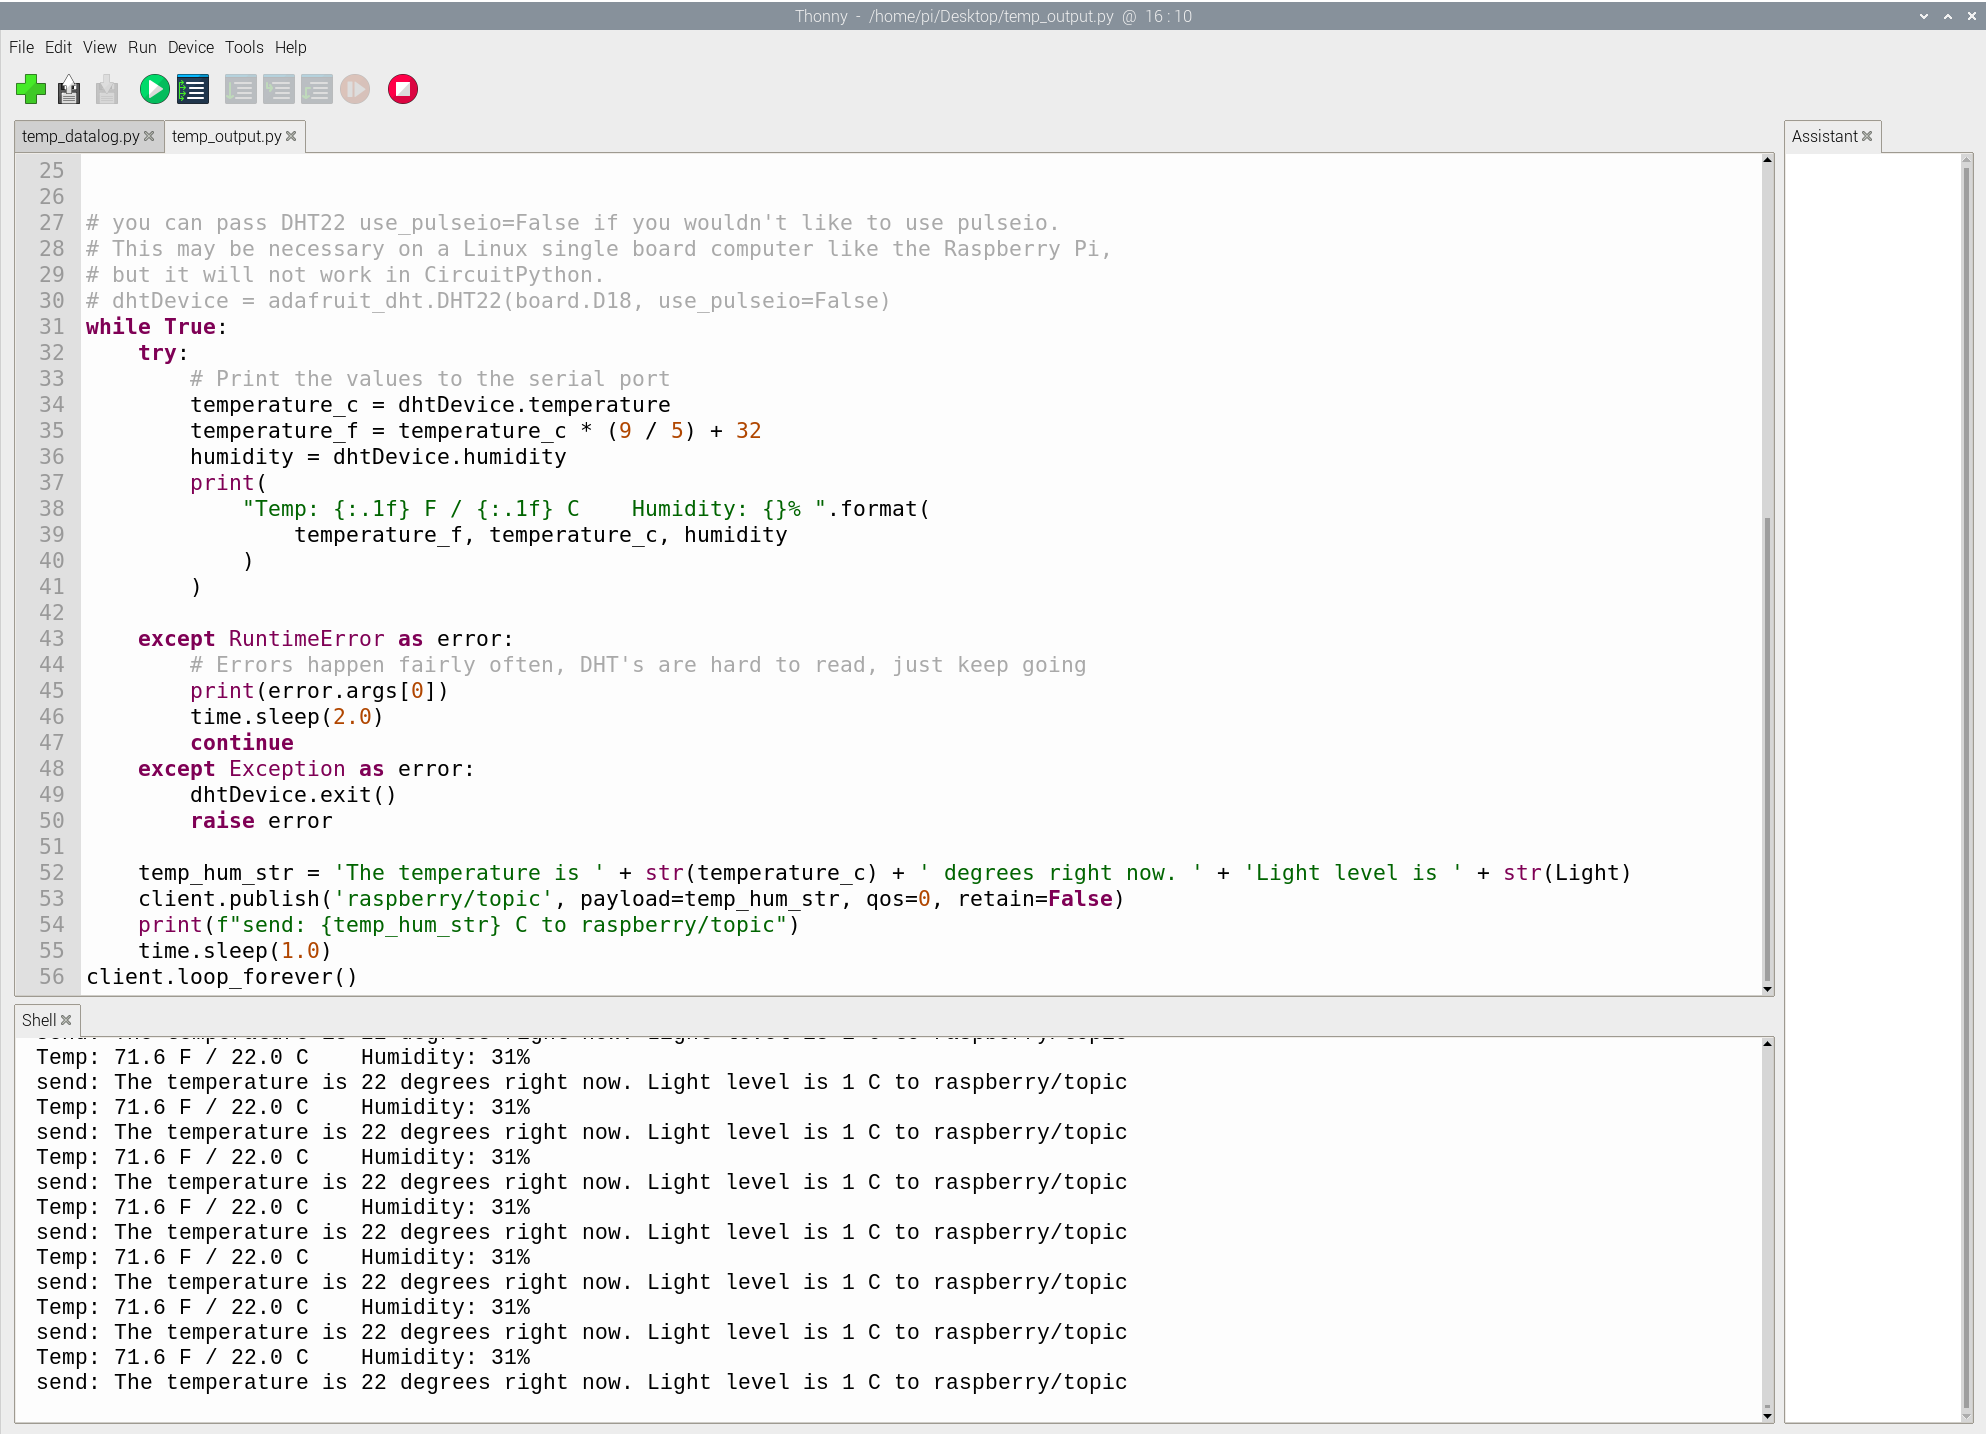 Thonny - /home/pi/Desktop/temp_output.py @ 16 : 10
File Edit View Run Device Tools Help
temp_datalog.py
temp_output.py
Assistant
25
26
27 # you can pass DHT22 use_pulseio=False if you wouldn't like to use pulseio.
28 # This may be necessary on a Linux single board computer like the Raspberry Pi,
29 # but it will not work in CircuitPython.
30 # dhtDevice = adafruit_dht.DHT22(board.D18, use_pulseio=False)
31 while True:
32     try:
33         # Print the values to the serial port
34         temperature_c = dhtDevice.temperature
35         temperature_f = temperature_c * (9 / 5) + 32
36         humidity = dhtDevice.humidity
37         print(
38             "Temp: {:.1f} F / {:.1f} C    Humidity: {}% ".format(
39                 temperature_f, temperature_c, humidity
40             )
41         )
42
43     except RuntimeError as error:
44         # Errors happen fairly often, DHT's are hard to read, just keep going
45         print(error.args[0])
46         time.sleep(2.0)
47         continue
48     except Exception as error:
49         dhtDevice.exit()
50         raise error
51
52     temp_hum_str = 'The temperature is ' + str(temperature_c) + ' degrees right now. ' + 'Light level is ' + str(Light)
53     client.publish('raspberry/topic', payload=temp_hum_str, qos=0, retain=False)
54     print(f"send: {temp_hum_str} C to raspberry/topic")
55     time.sleep(1.0)
56 client.loop_forever()
Shell
send: The temperature is 22 degrees right now. Light level is 1 C to raspberry/topic
Temp: 71.6 F / 22.0 C    Humidity: 31%
send: The temperature is 22 degrees right now. Light level is 1 C to raspberry/topic
Temp: 71.6 F / 22.0 C    Humidity: 31%
send: The temperature is 22 degrees right now. Light level is 1 C to raspberry/topic
Temp: 71.6 F / 22.0 C    Humidity: 31%
send: The temperature is 22 degrees right now. Light level is 1 C to raspberry/topic
Temp: 71.6 F / 22.0 C    Humidity: 31%
send: The temperature is 22 degrees right now. Light level is 1 C to raspberry/topic
Temp: 71.6 F / 22.0 C    Humidity: 31%
send: The temperature is 22 degrees right now. Light level is 1 C to raspberry/topic
Temp: 71.6 F / 22.0 C    Humidity: 31%
send: The temperature is 22 degrees right now. Light level is 1 C to raspberry/topic
Temp: 71.6 F / 22.0 C    Humidity: 31%
send: The temperature is 22 degrees right now. Light level is 1 C to raspberry/topic